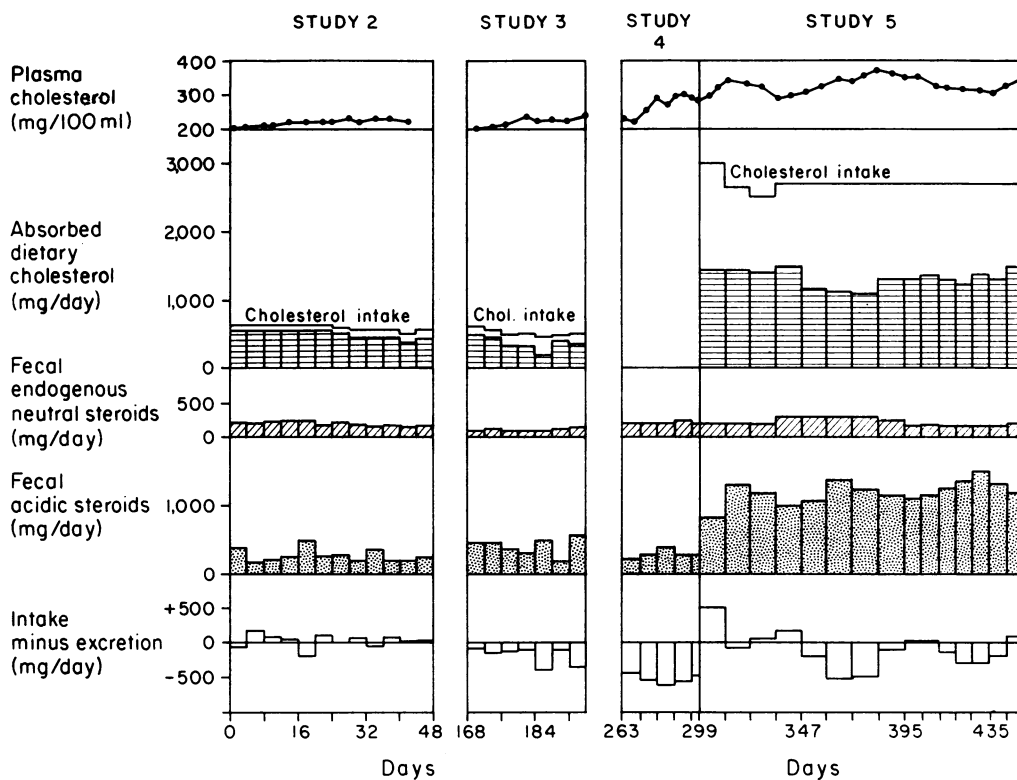 STUDY 2
STUDY 3
STUDY
4
STUDY 5
Plasma
cholesterol
(mg/100 ml)
400
300
200
3,000
Cholesterol intake
Absorbed
dietary
cholesterol
(mg/day)
2,000
1,000
0
Cholesterol intake
Chol. intake
Fecal
endogenous
neutral steroids
(mg/day)
500
0
Fecal
acidic steroids
(mg/day)
1,000
0
Intake
minus excretion
(mg/day)
+500
0
-500
0 16 32 48 168 184 263 299 347 395 435
Days
Days